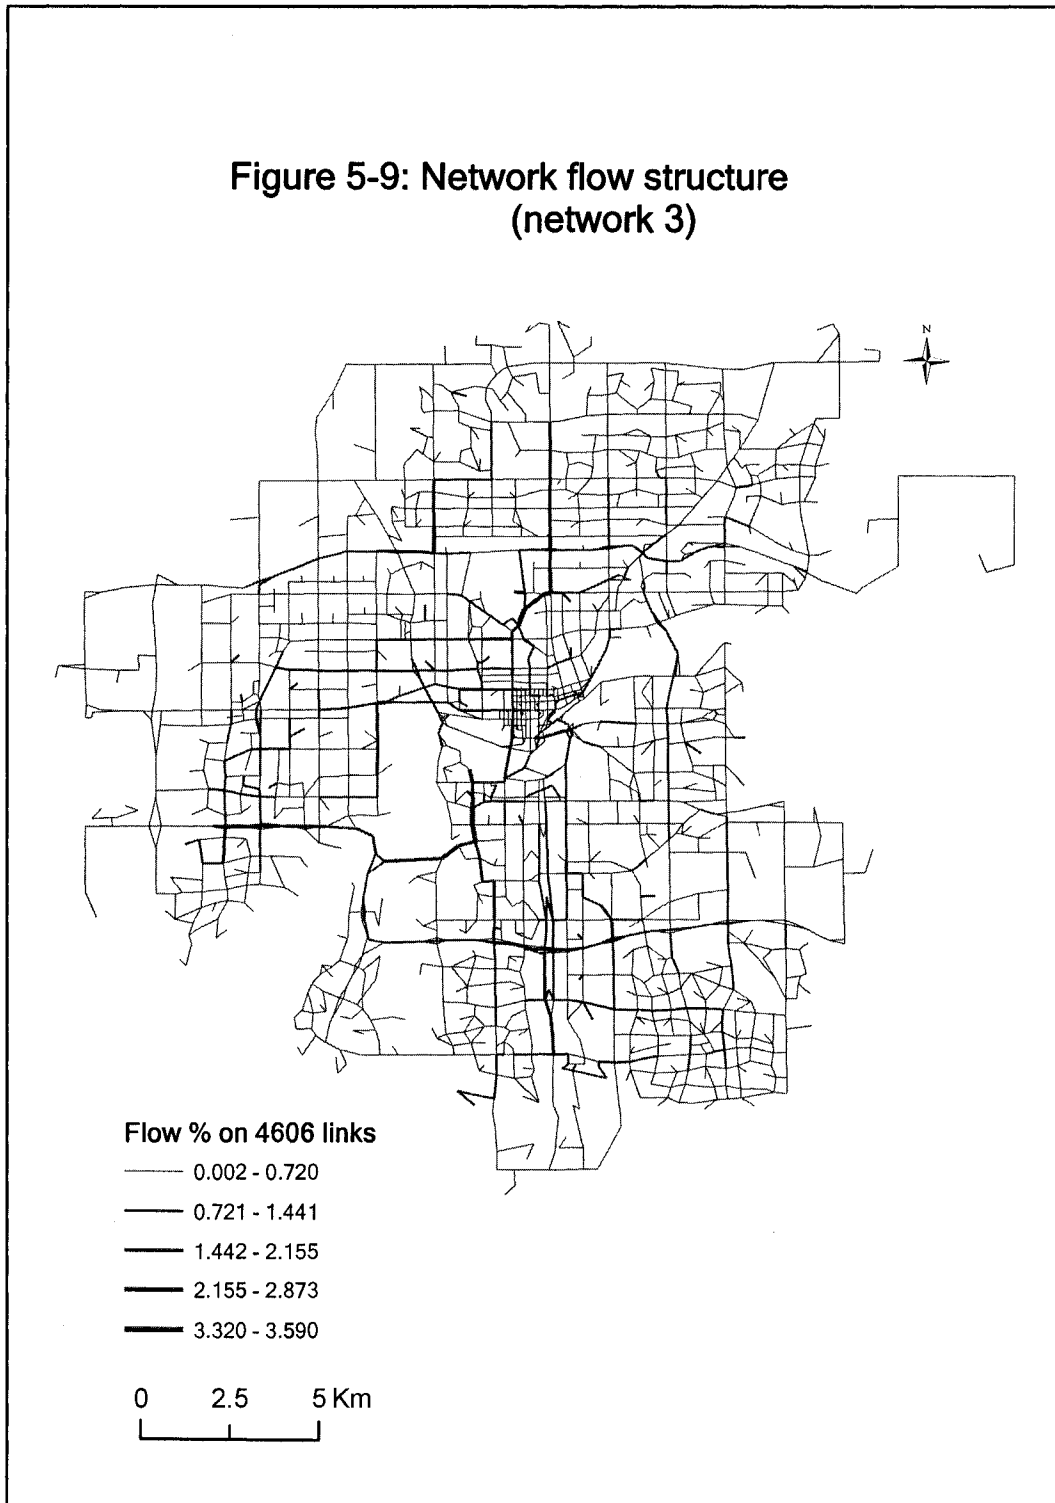 Figure 5-9: Network flow structure
(network 3)
N
Flow % on 4606 links
0.002 - 0.720
0.721 - 1.441
1.442 - 2.155
2.155 - 2.873
3.320 - 3.590
0 2.5 5 Km